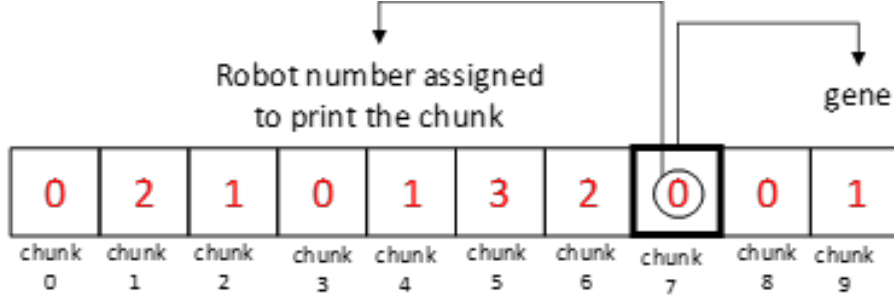 Robot number assigned
to print the chunk
gene
0 2 1 0 1 3 2 0 0 1
chunk chunk chunk chunk chunk chunk chunk chunk chunk chunk
0 1 2 3 4 5 6 7 8 9